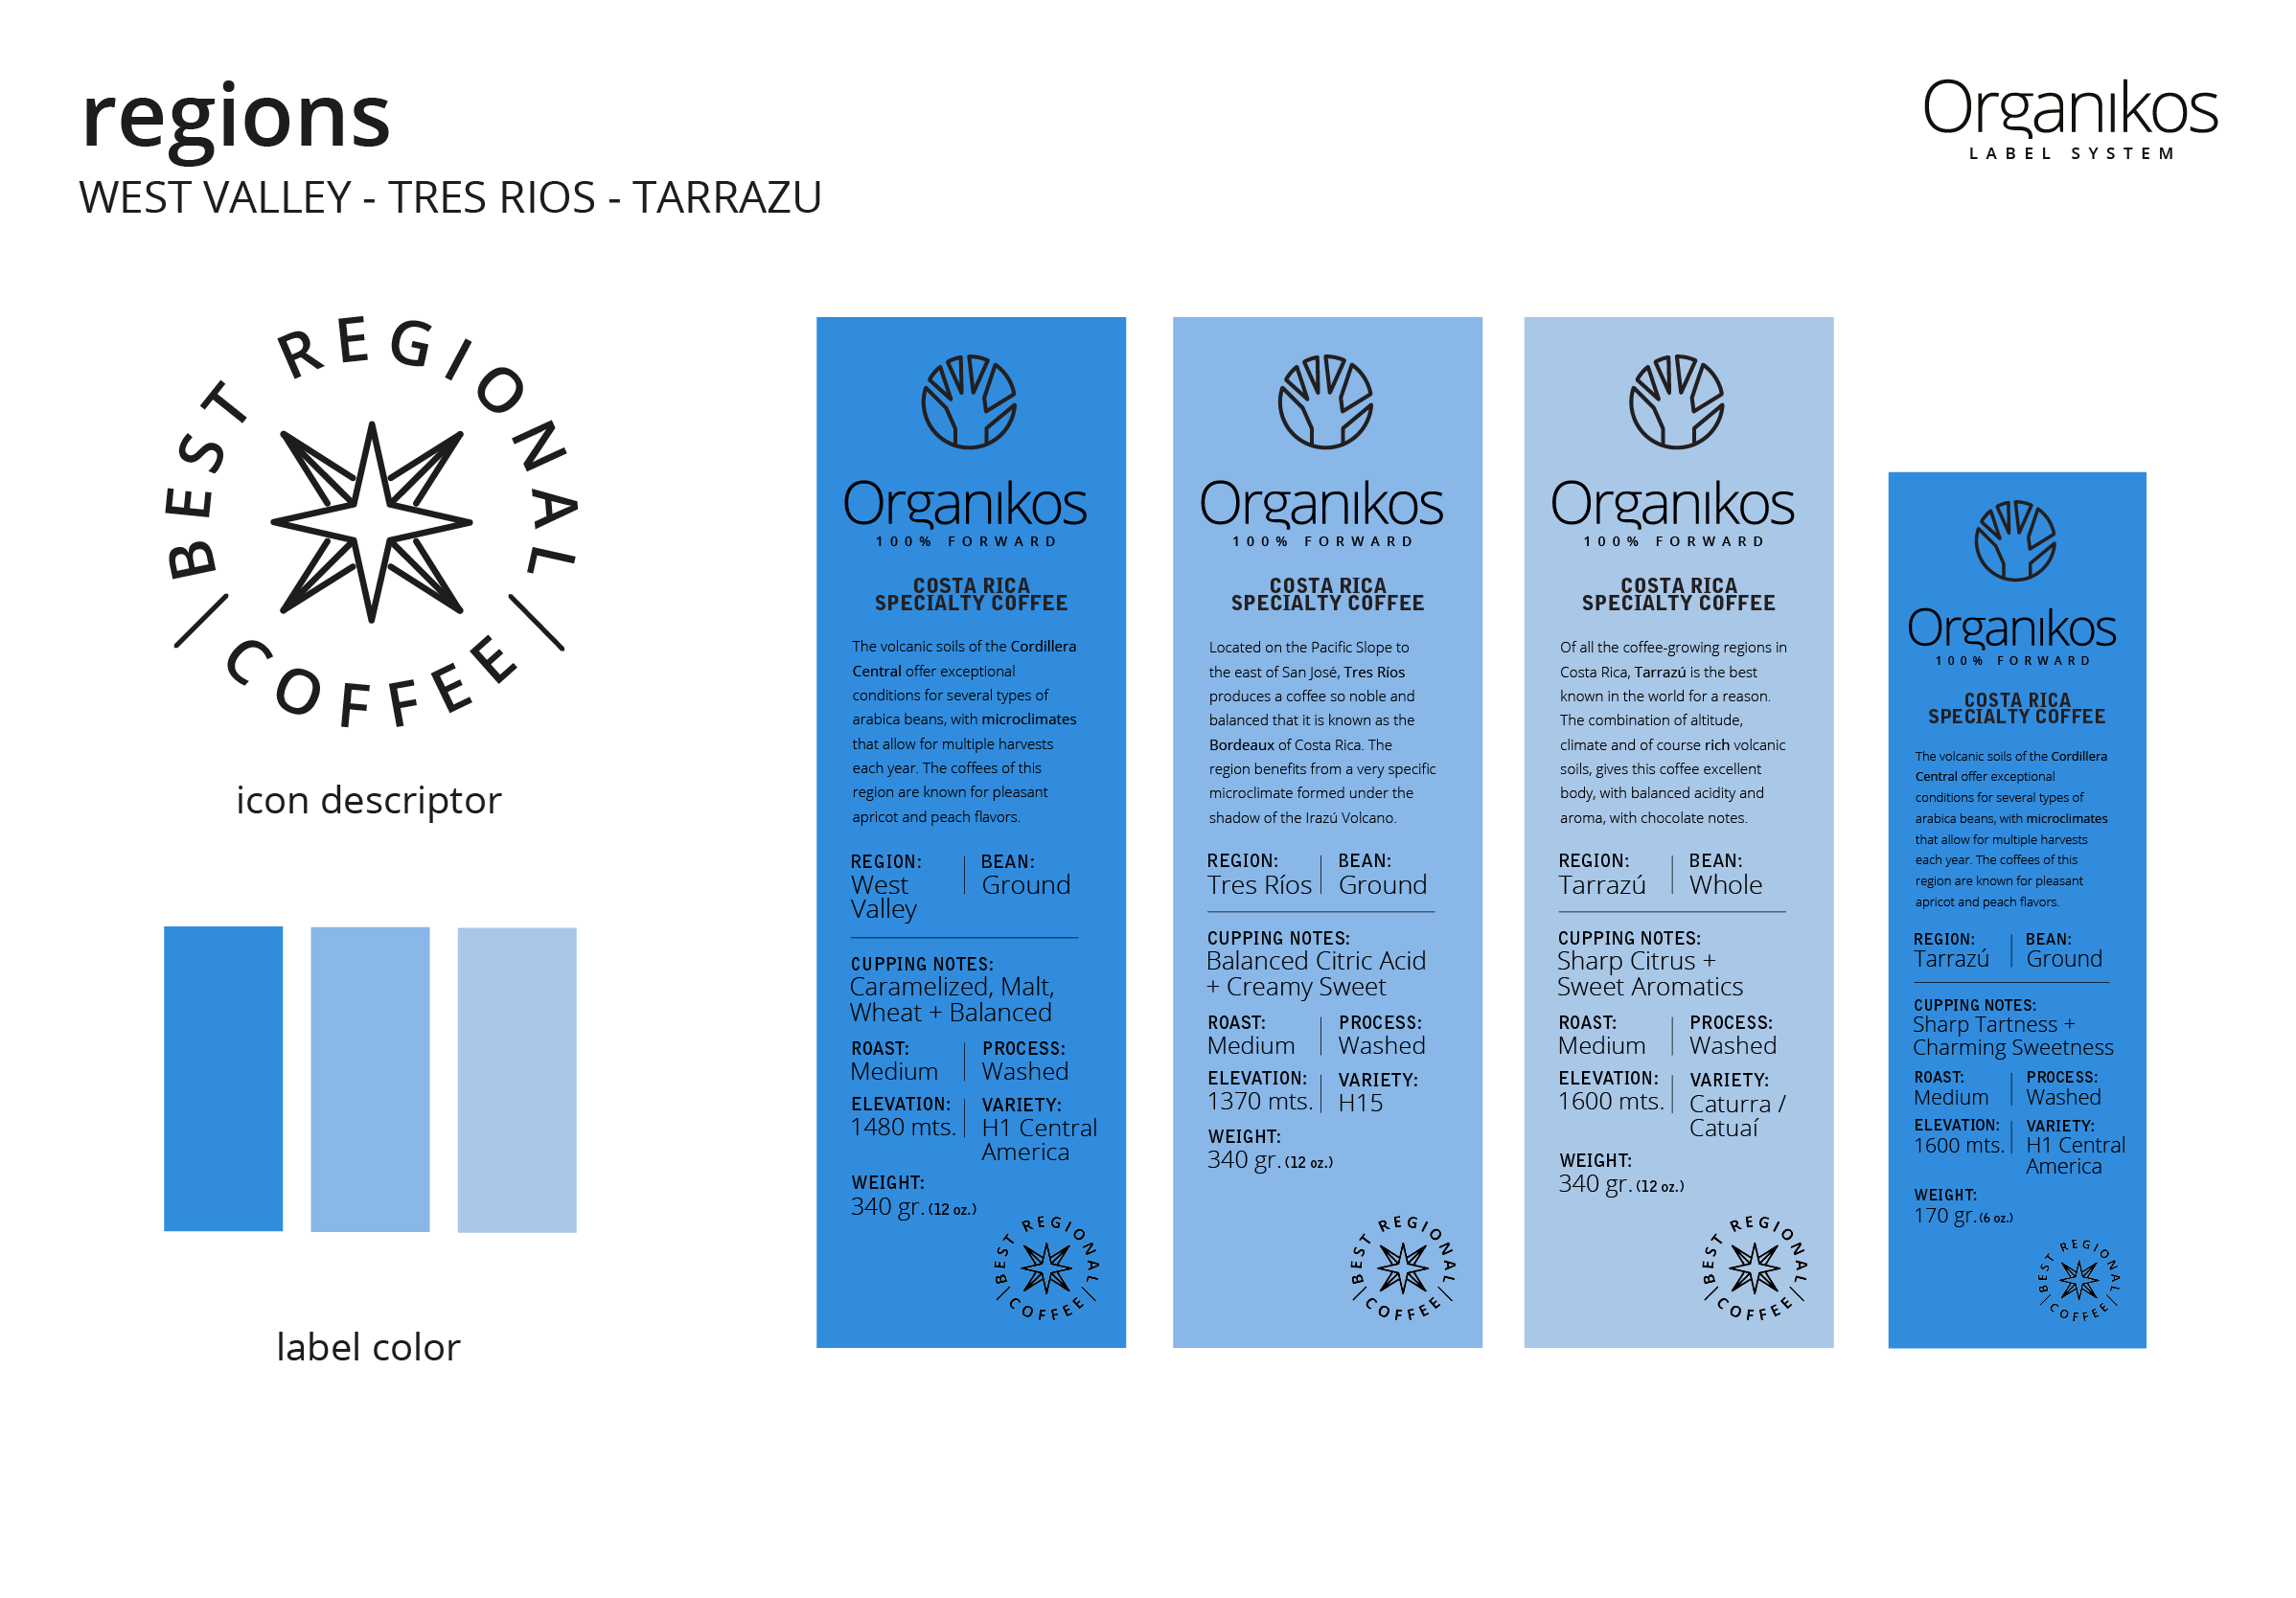 regions
WEST VALLEY - TRES RIOS - TARRAZU
Organikos
LABEL SYSTEM
BEST REGIONAL
COFFEE
icon descriptor
label color
Organikos
100% FORWARD
COSTA RICA
SPECIALTY COFFEE
The volcanic soils of the Cordillera
Central offer exceptional
conditions for several types of
arabica beans, with microclimates
that allow for multiple harvests
each year. The coffees of this
region are known for pleasant
apricot and peach flavors.
REGION: BEAN:
West Ground
Valley
CUPPING NOTES:
Caramelized, Malt,
Wheat + Balanced
ROAST: PROCESS:
Medium Washed
ELEVATION: VARIETY:
1480 mts. H1 Central
America
WEIGHT:
340 gr. (12 oz.)
BEST REGIONAL
COFFEE
Organikos
100% FORWARD
COSTA RICA
SPECIALTY COFFEE
Located on the Pacific Slope to
the east of San José, Tres Ríos
produces a coffee so noble and
balanced that it is known as the
Bordeaux of Costa Rica. The
region benefits from a very specific
microclimate formed under the
shadow of the Irazú Volcano.
REGION: BEAN:
Tres Ríos Ground
CUPPING NOTES:
Balanced Citric Acid
+ Creamy Sweet
ROAST: PROCESS:
Medium Washed
ELEVATION: VARIETY:
1370 mts. H15
WEIGHT:
340 gr. (12 oz.)
BEST REGIONAL
COFFEE
Organikos
100% FORWARD
COSTA RICA
SPECIALTY COFFEE
Of all the coffee-growing regions in
Costa Rica, Tarrazú is the best
known in the world for a reason.
The combination of altitude,
climate and of course rich volcanic
soils, gives this coffee excellent
body, with balanced acidity and
aroma, with chocolate notes.
REGION: BEAN:
Tarrazú Whole
CUPPING NOTES:
Sharp Citrus +
Sweet Aromatics
ROAST: PROCESS:
Medium Washed
ELEVATION: VARIETY:
1600 mts. Caturra /
Catuaí
WEIGHT:
340 gr. (12 oz.)
BEST REGIONAL
COFFEE
Organikos
100% FORWARD
COSTA RICA
SPECIALTY COFFEE
The volcanic soils of the Cordillera
Central offer exceptional
conditions for several types of
arabica beans, with microclimates
that allow for multiple harvests
each year. The coffees of this
region are known for pleasant
apricot and peach flavors.
REGION: BEAN:
Tarrazú Ground
CUPPING NOTES:
Sharp Tartness +
Charming Sweetness
ROAST: PROCESS:
Medium Washed
ELEVATION: VARIETY:
1600 mts. H1 Central
America
WEIGHT:
170 gr. (6 oz.)
BEST REGIONAL
COFFEE